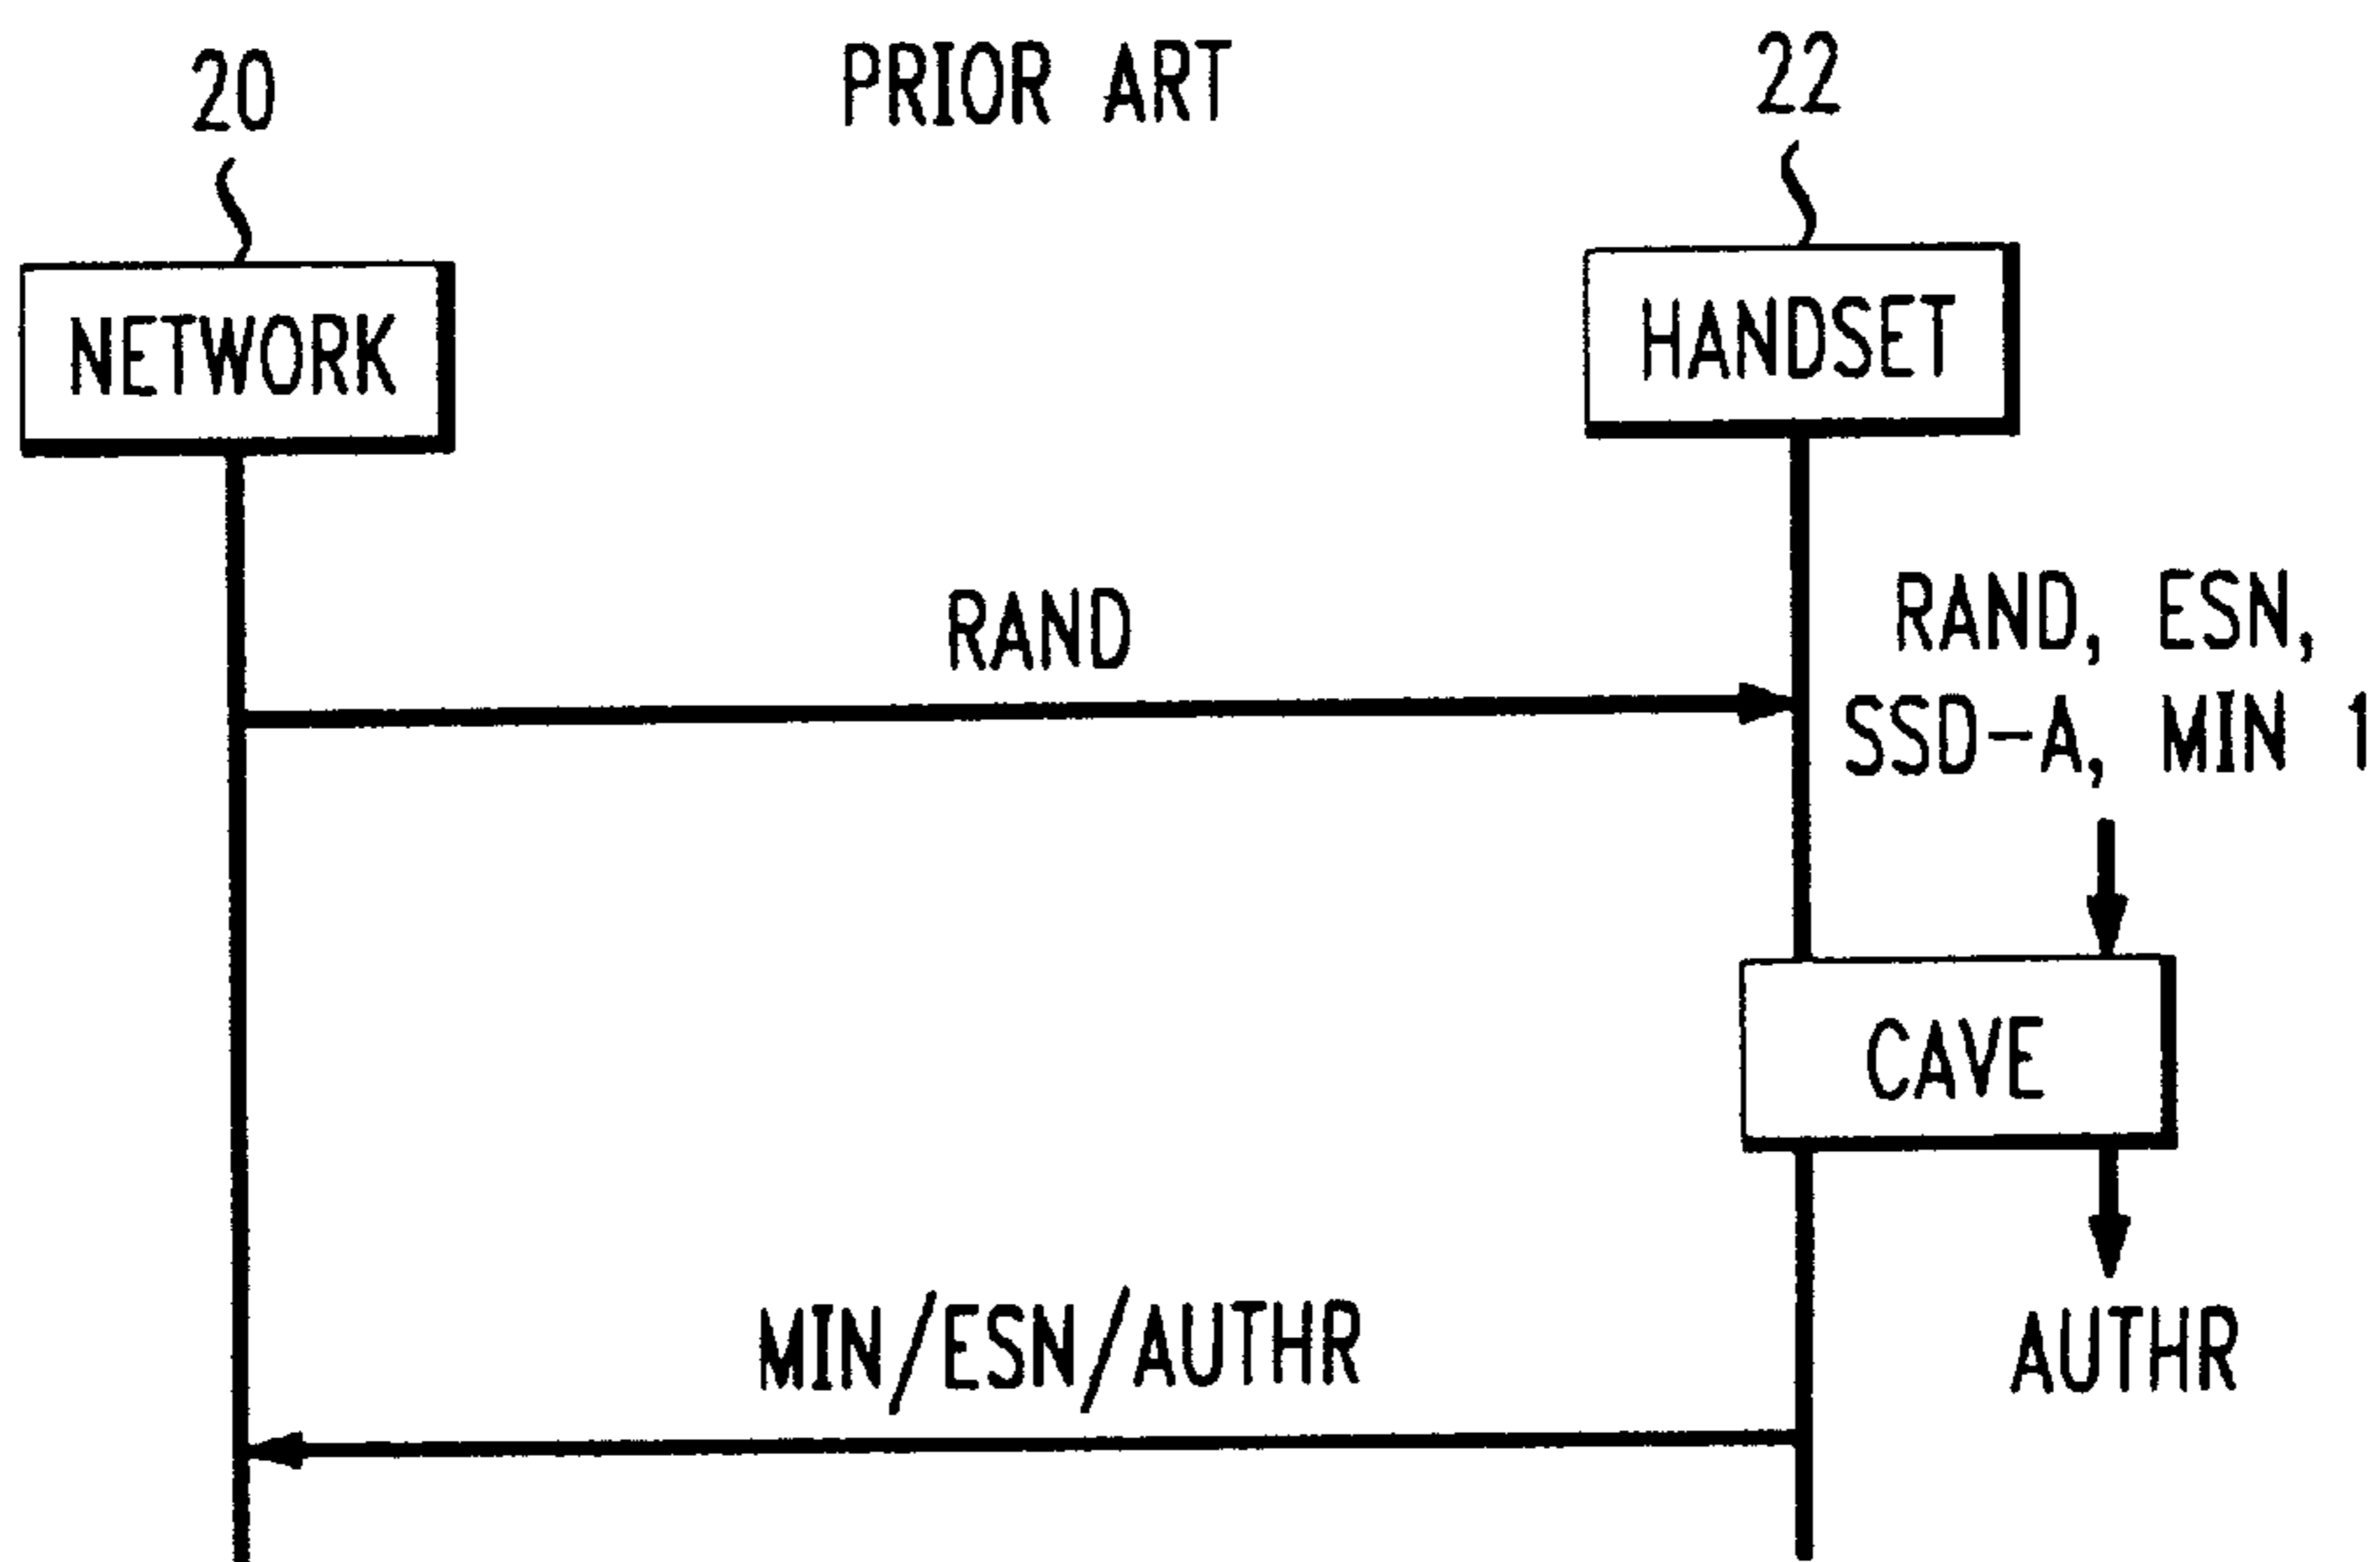 20
PRIOR ART
22
NETWORK
HANDSET
RAND
RAND, ESN,
SSD-A, MIN 1
CAVE
MIN/ESN/AUTHR
AUTHR